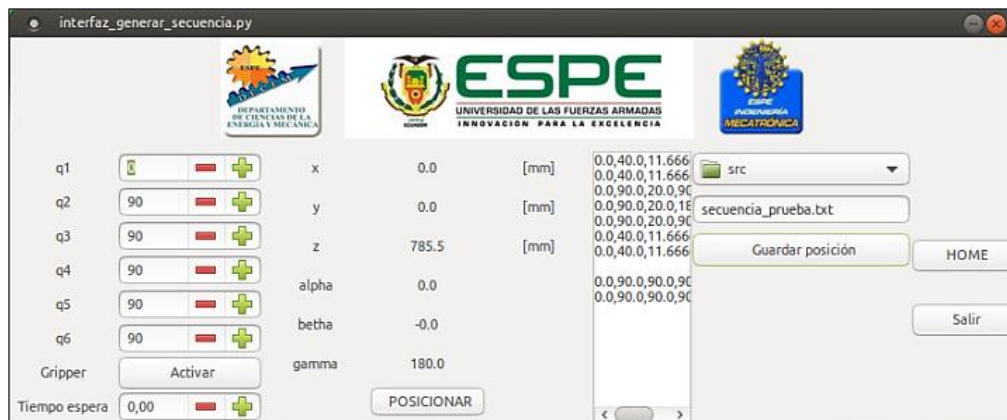 interfaz_generar_secuencia.py
ESPE
DEPARTAMENTO
DE CIENCIAS DE LA
ENERGÍA Y MECÁNICA
ECUADOR
ESPE
UNIVERSIDAD DE LAS FUERZAS ARMADAS
INNOVACIÓN PARA LA EXCELENCIA
ESPE
INGENIERÍA
MECATRÓNICA
q1 0
q2 90
q3 90
q4 90
q5 90
q6 90
Gripper Activar
Tiempo espera 0,00
x 0.0 [mm]
y 0.0 [mm]
z 785.5 [mm]
alpha 0.0
betha -0.0
gamma 180.0
POSICIONAR
0.0,40.0,11.666
0.0,40.0,11.666
0.0,90.0,20.0,90
0.0,90.0,20.0,18
0.0,90.0,20.0,90
0.0,40.0,11.666
0.0,40.0,11.666
0.0,90.0,90.0,90
0.0,90.0,90.0,90
src
secuencia_prueba.txt
Guardar posición
HOME
Salir